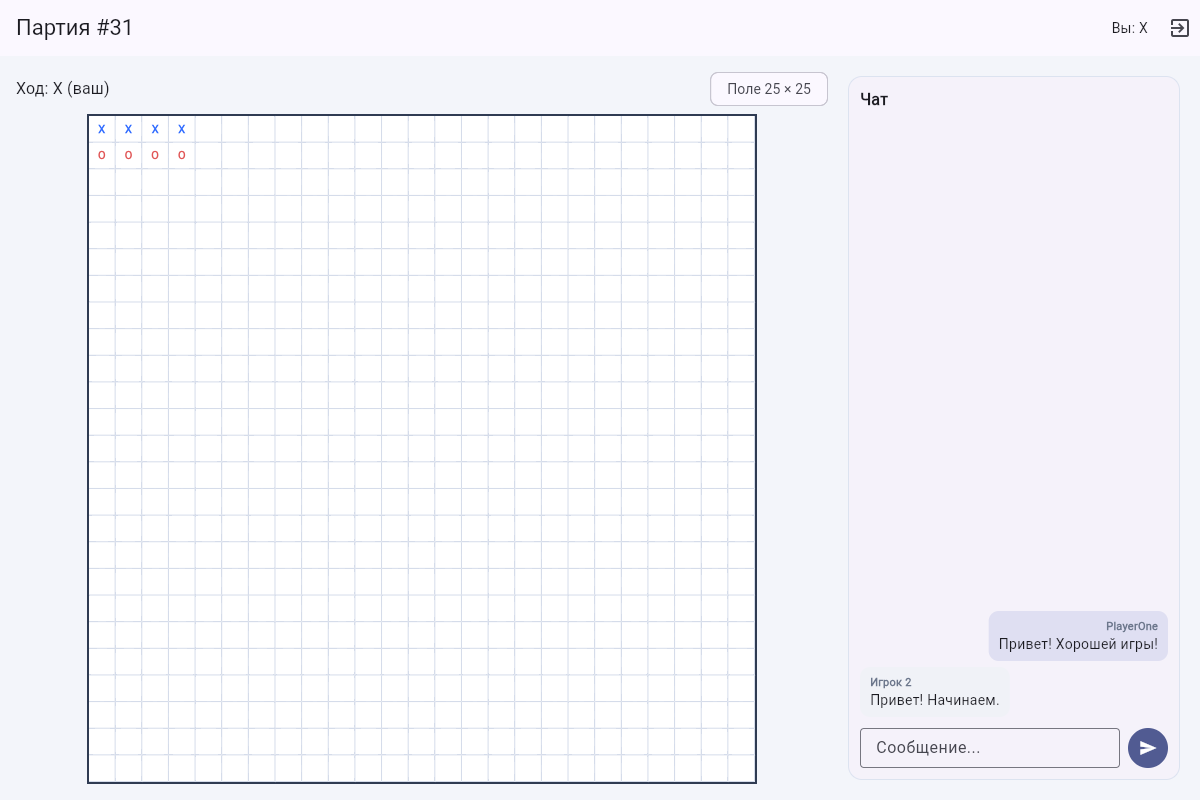 Партия #31
Вы: X
Ход: X (ваш)
Поле 25 × 25
X X X X
O O O O
Чат
PlayerOne
Привет! Хорошей игры!
Игрок 2
Привет! Начинаем.
Сообщение...